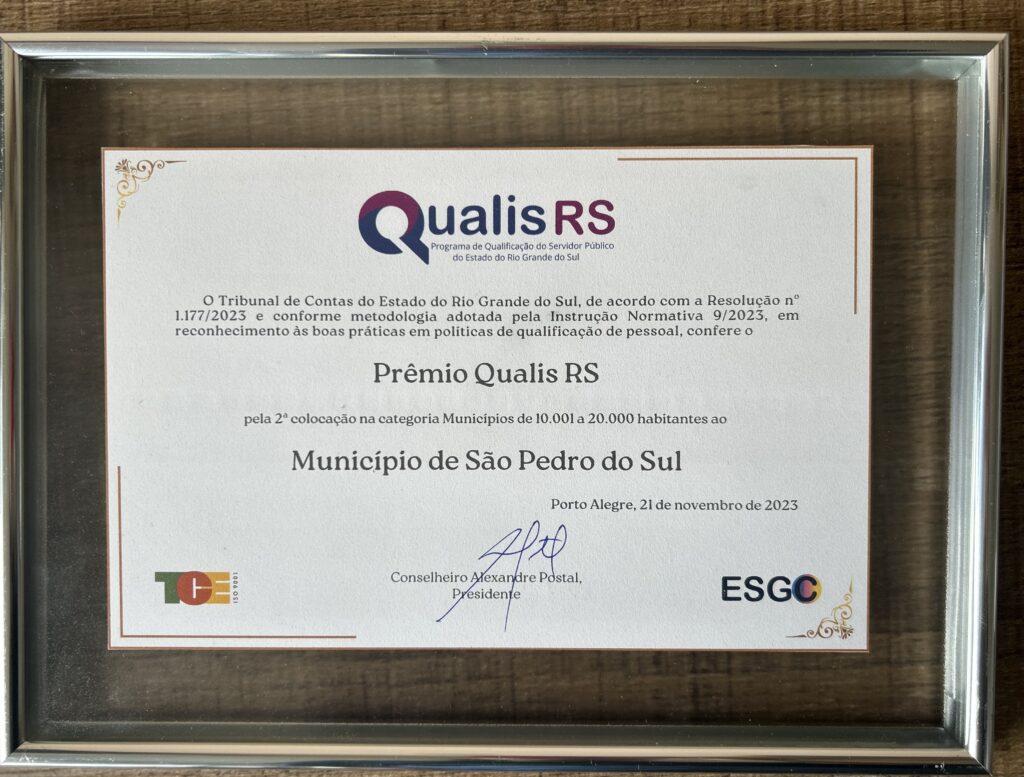 Qualis RS
Programa de Qualificação do Servidor Público
do Estado do Rio Grande do Sul
O Tribunal de Contas do Estado do Rio Grande do Sul, de acordo com a Resolução nº
1.177/2023 e conforme metodologia adotada pela Instrução Normativa 9/2023, em
reconhecimento às boas práticas em políticas de qualificação de pessoal, confere o
Prêmio Qualis RS
pela 2ª colocação na categoria Municípios de 10.001 a 20.000 habitantes ao
Município de São Pedro do Sul
Porto Alegre, 21 de novembro de 2023
Conselheiro Alexandre Postal,
Presidente
TCE
ISO 9001
ESGC